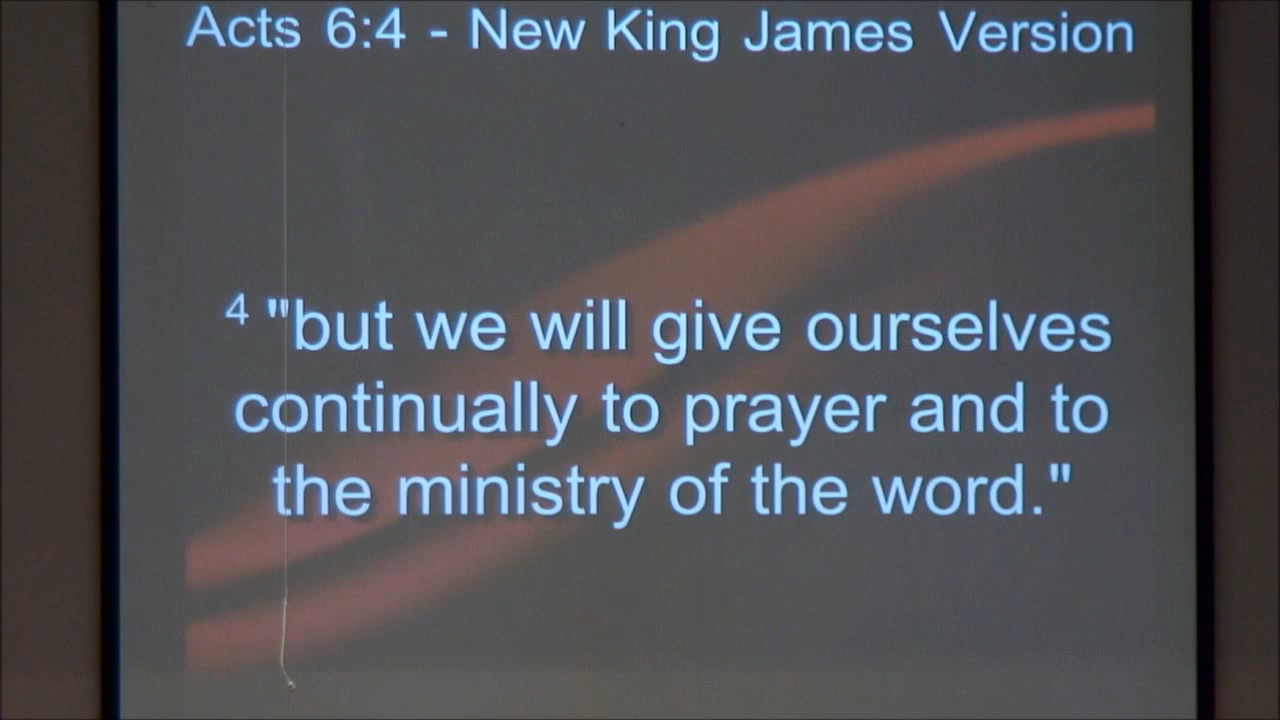 Acts 6:4 - New King James Version
4 "but we will give ourselves
continually to prayer and to
the ministry of the word."